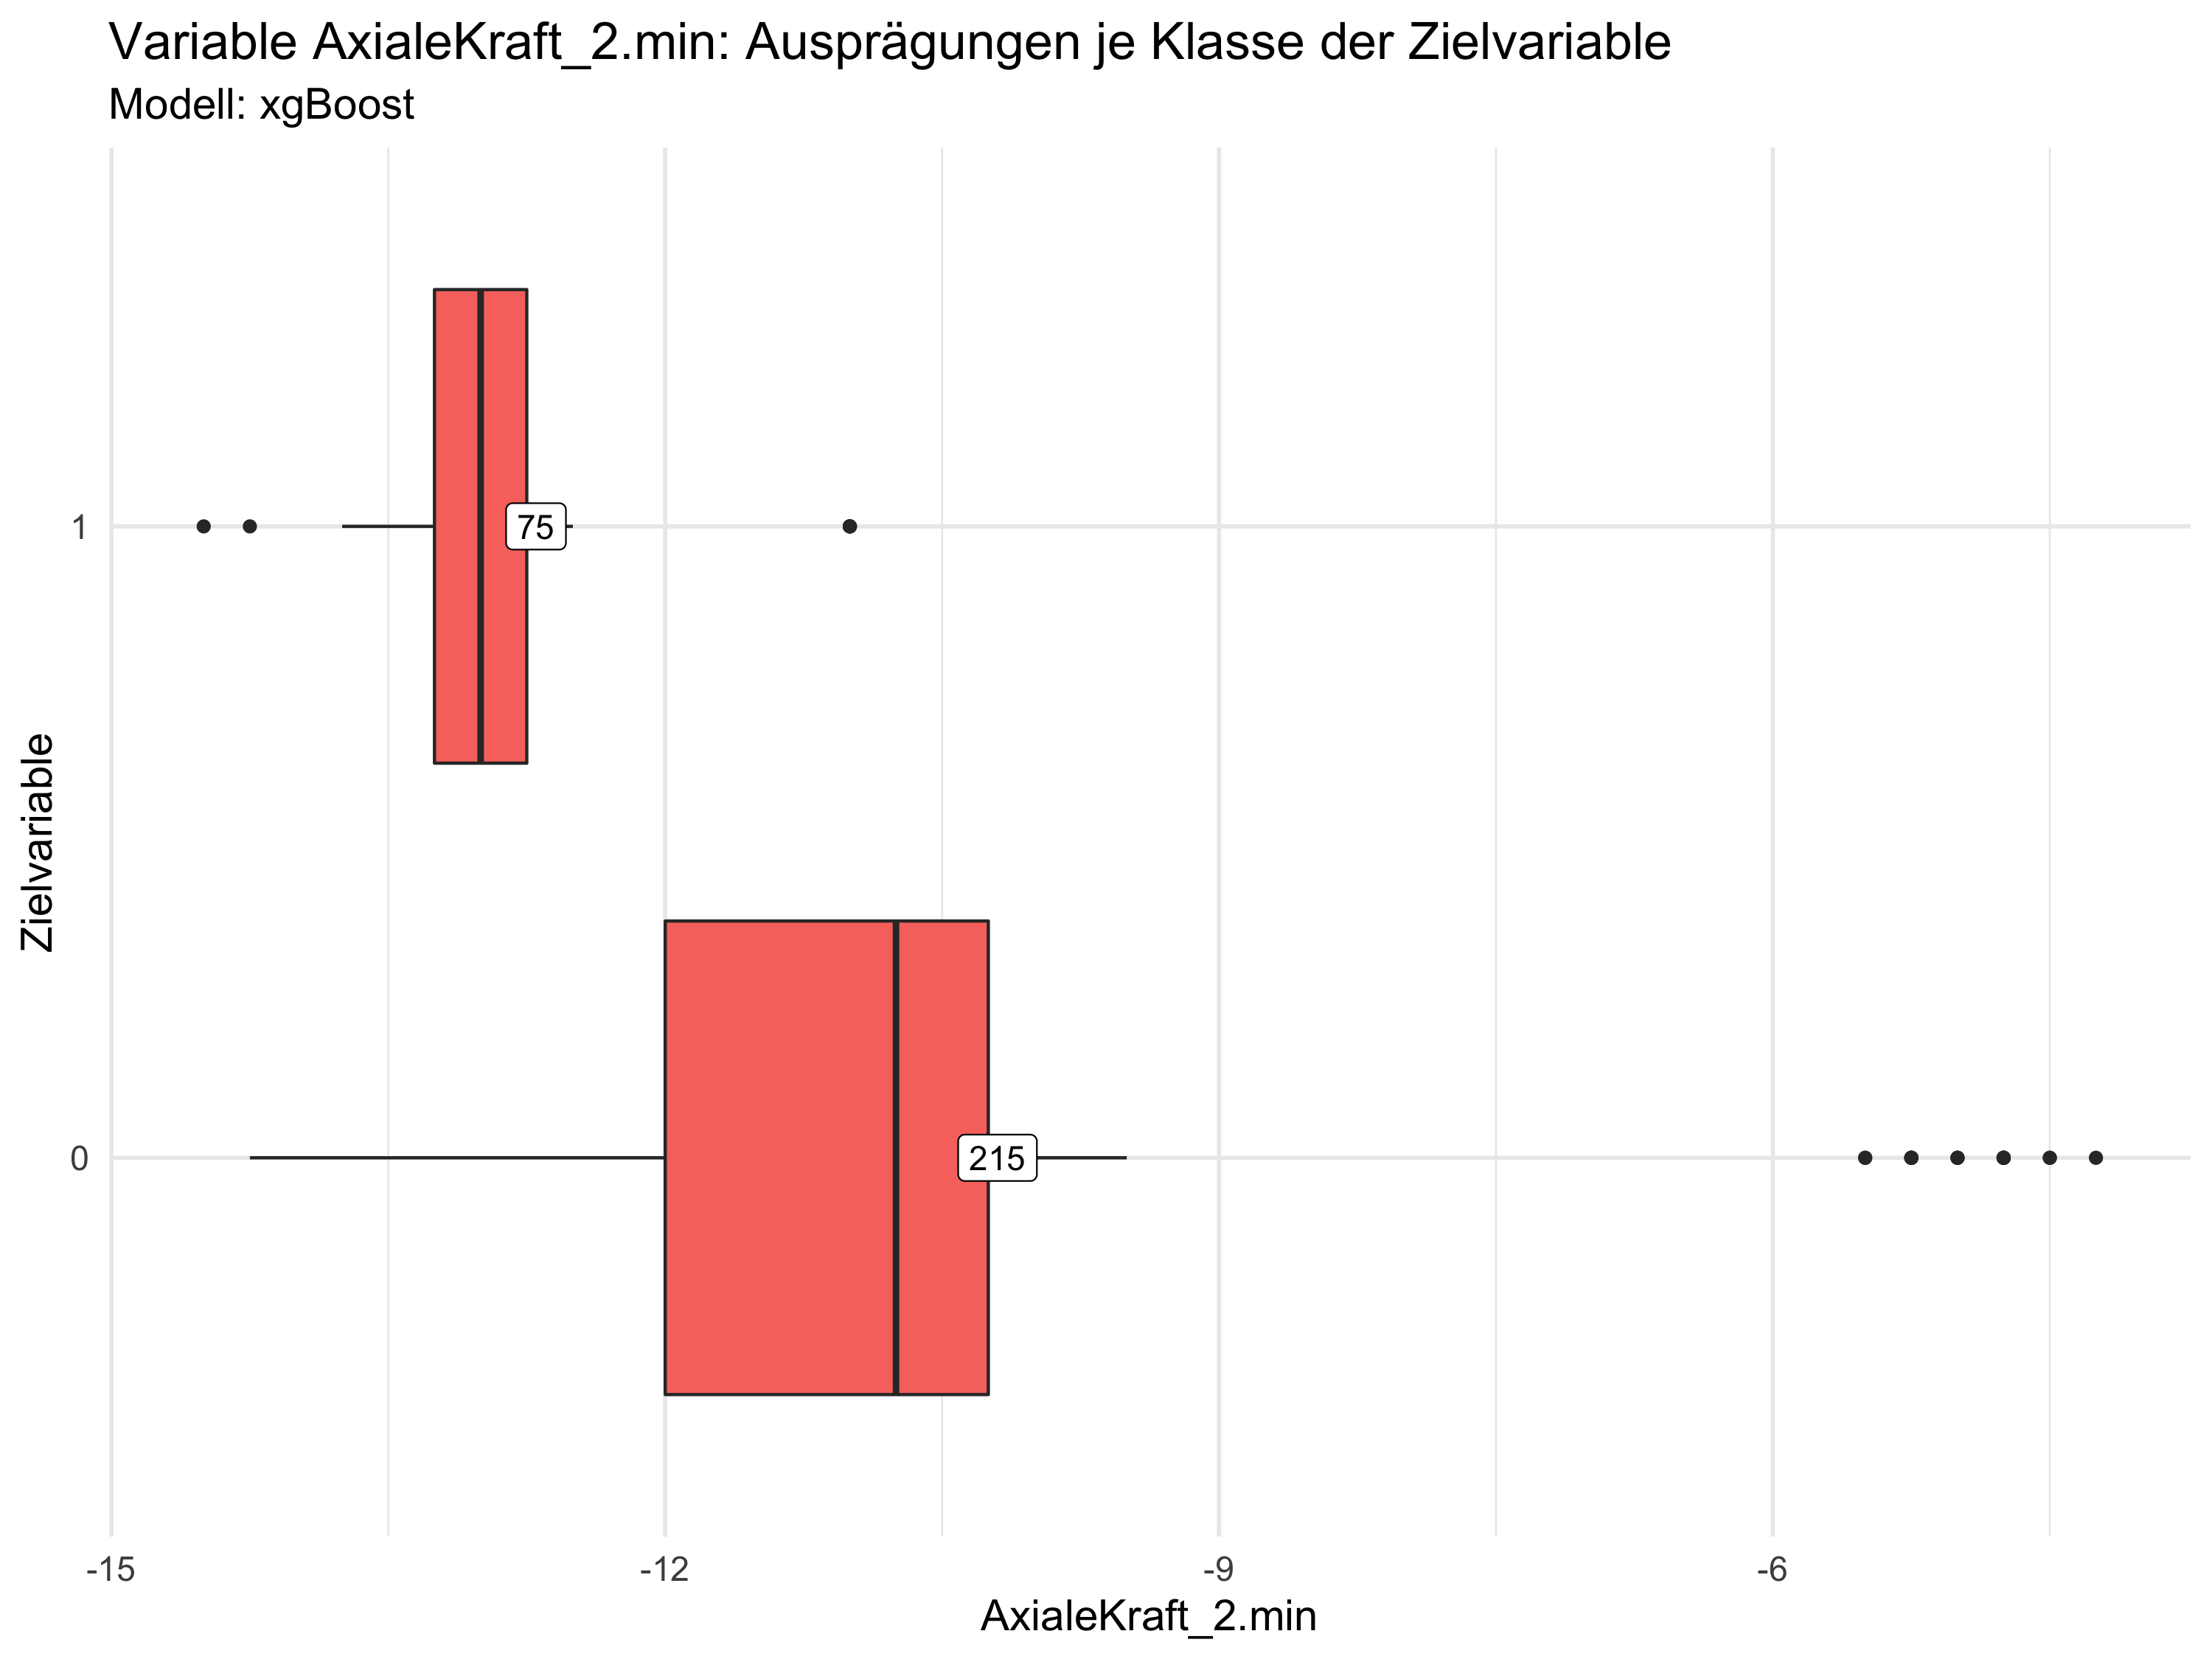 Variable AxialeKraft_2.min: Ausprägungen je Klasse der Zielvariable
Modell: xgBoost
Zielvariable
1
75
0
215
-15
-12
-9
-6
AxialeKraft_2.min